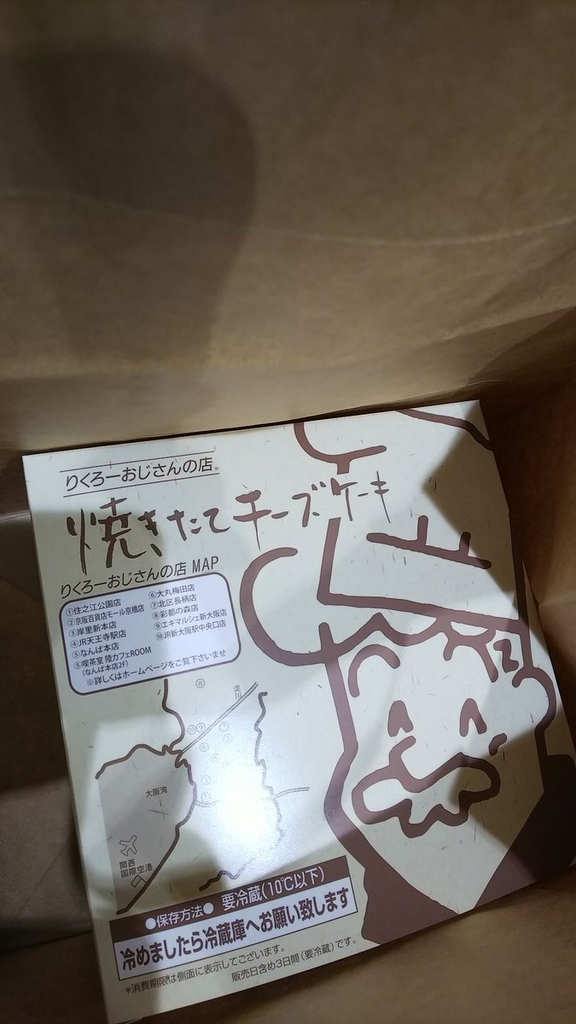 りくろーおじさんの店®
焼きたてチーズケーキ
りくろーおじさんの店 MAP
①住之江公園店
②京阪百貨店モール京橋店
③岸里新本店
④JR天王寺駅店
⑤なんば本店
⑤喫茶室 陸カフェROOM
(なんば本店2F)
⑥大丸梅田店
⑦北区長柄店
⑧彩都の森店
⑨エキマルシェ新大阪店
⑩JR新大阪駅中央口店
※詳しくはホームページをご覧下さいませ
⑧
淀川
大阪湾
関西
国際空港
●保存方法● 要冷蔵(10℃以下)
冷めましたら冷蔵庫へお願い致します
*消費期限は側面に表示してございます。
販売日含め3日間(要冷蔵)です。